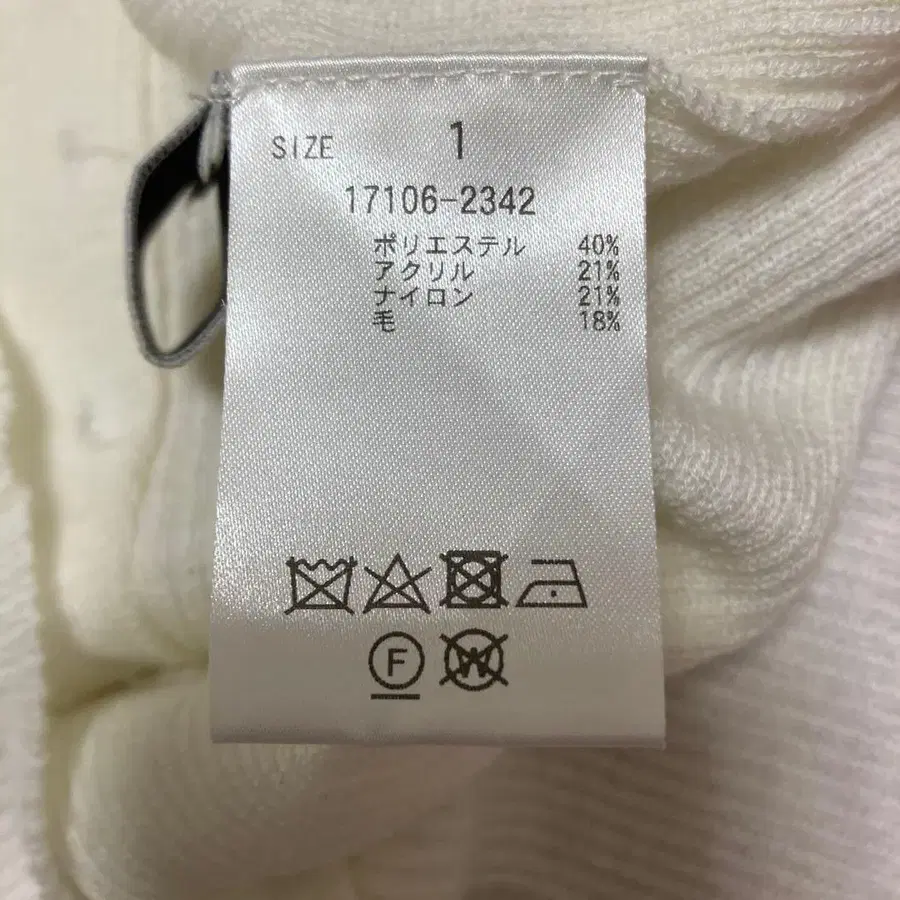 SIZE 1
17106-2342
ポリエステル 40%
アクリル 21%
ナイロン 21%
毛 18%
F W